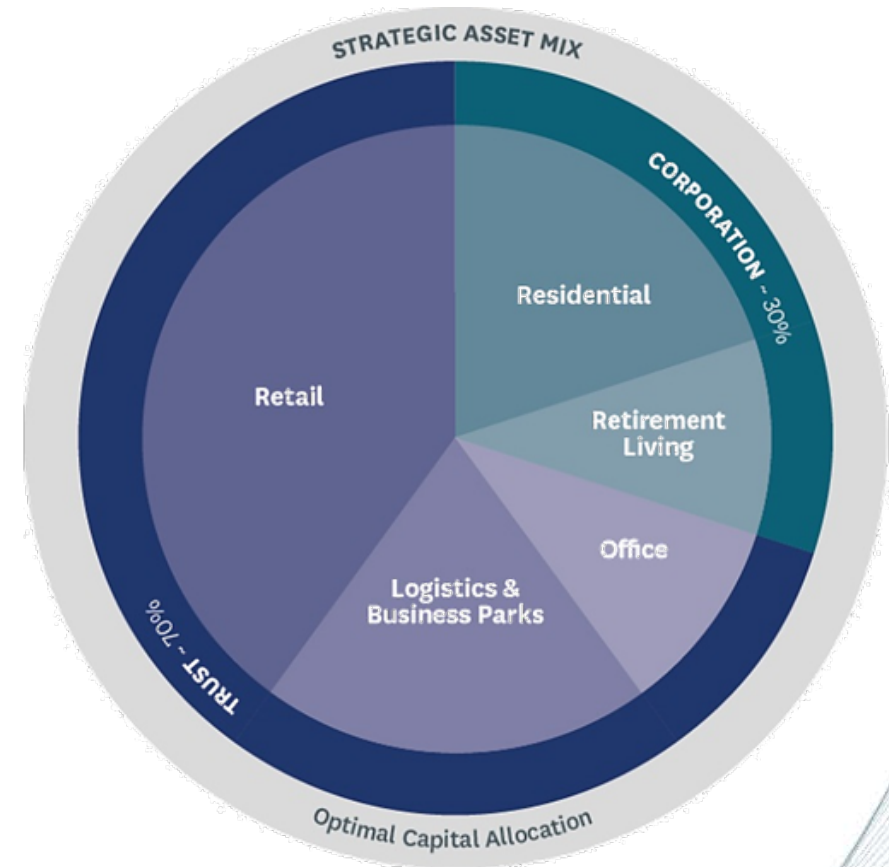 STRATEGIC ASSET MIX
CORPORATION ~ 30%
Residential
Retail
Retirement
Living
Office
Logistics &
Business Parks
TRUST ~ 70%
Optimal Capital Allocation